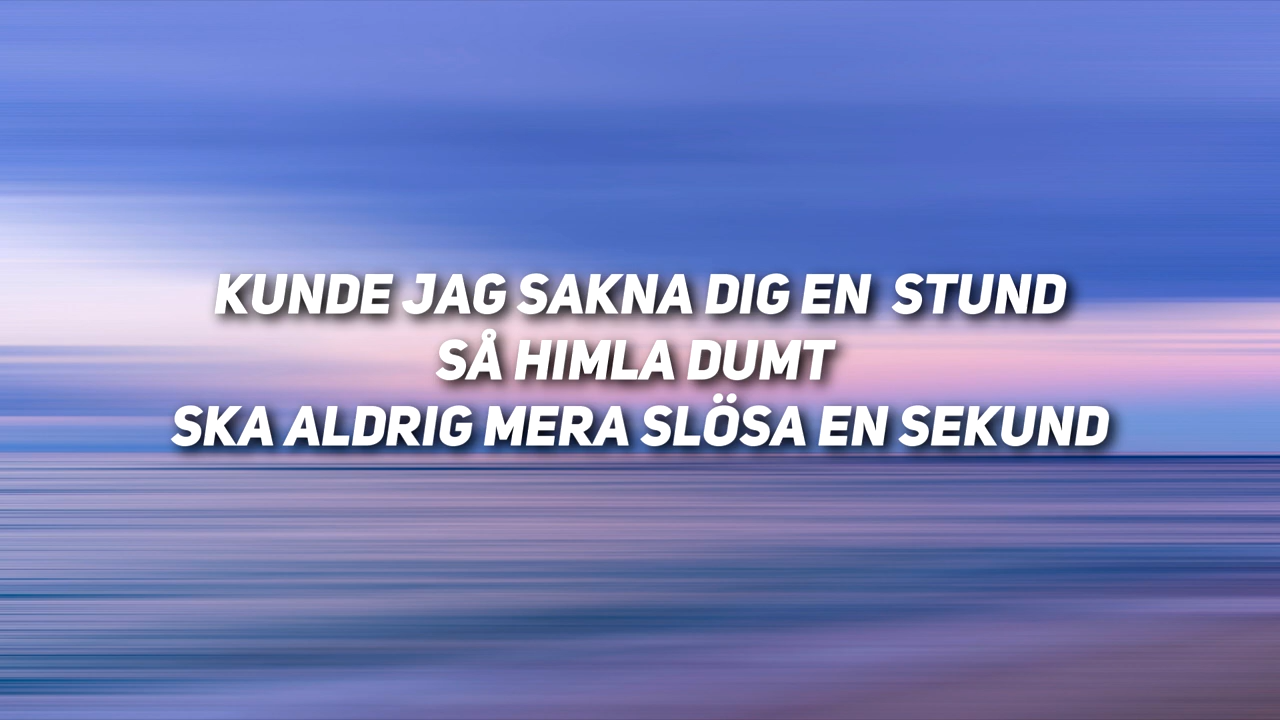 KUNDE JAG SAKNA DIG EN  STUND
SÅ HIMLA DUMT
SKA ALDRIG MERA SLÖSA EN SEKUND